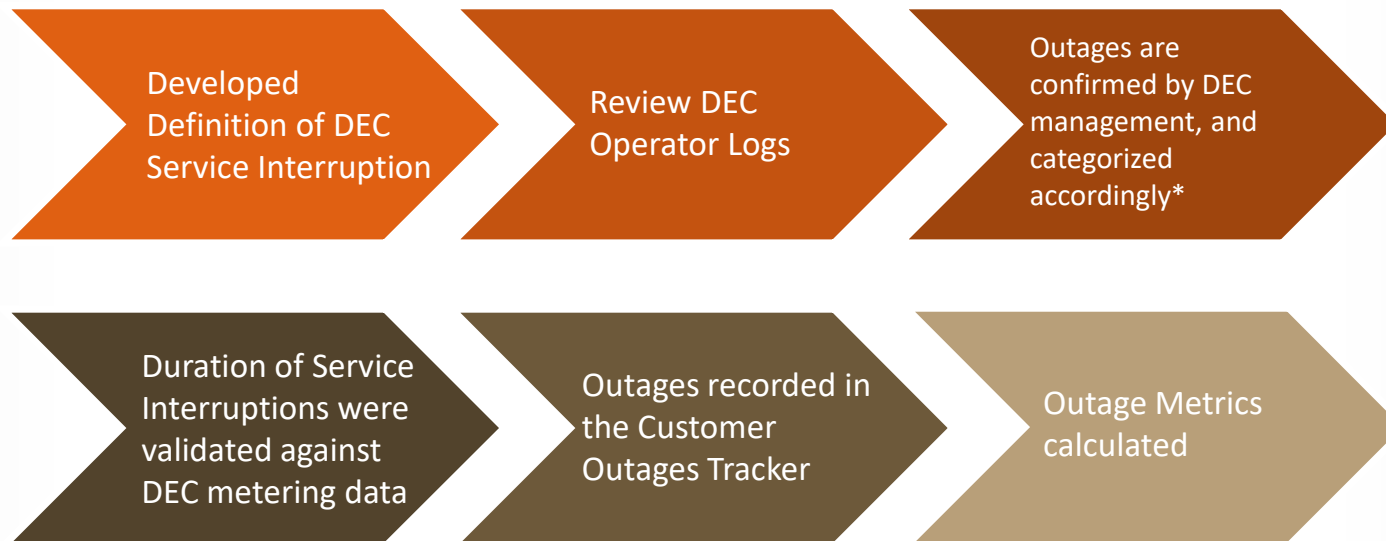 Developed
Definition of DEC
Service Interruption
Review DEC
Operator Logs
Outages are
confirmed by DEC
management, and
categorized
accordingly*
Duration of Service
Interruptions were
validated against
DEC metering data
Outages recorded in
the Customer
Outages Tracker
Outage Metrics
calculated